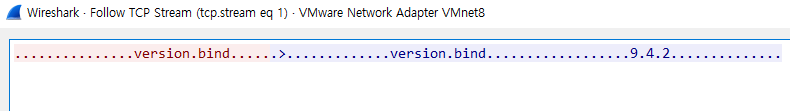 Wireshark · Follow TCP Stream (tcp.stream eq 1) · VMware Network Adapter VMnet8
...............version.bind.......>.............version.bind..................9.4.2..............